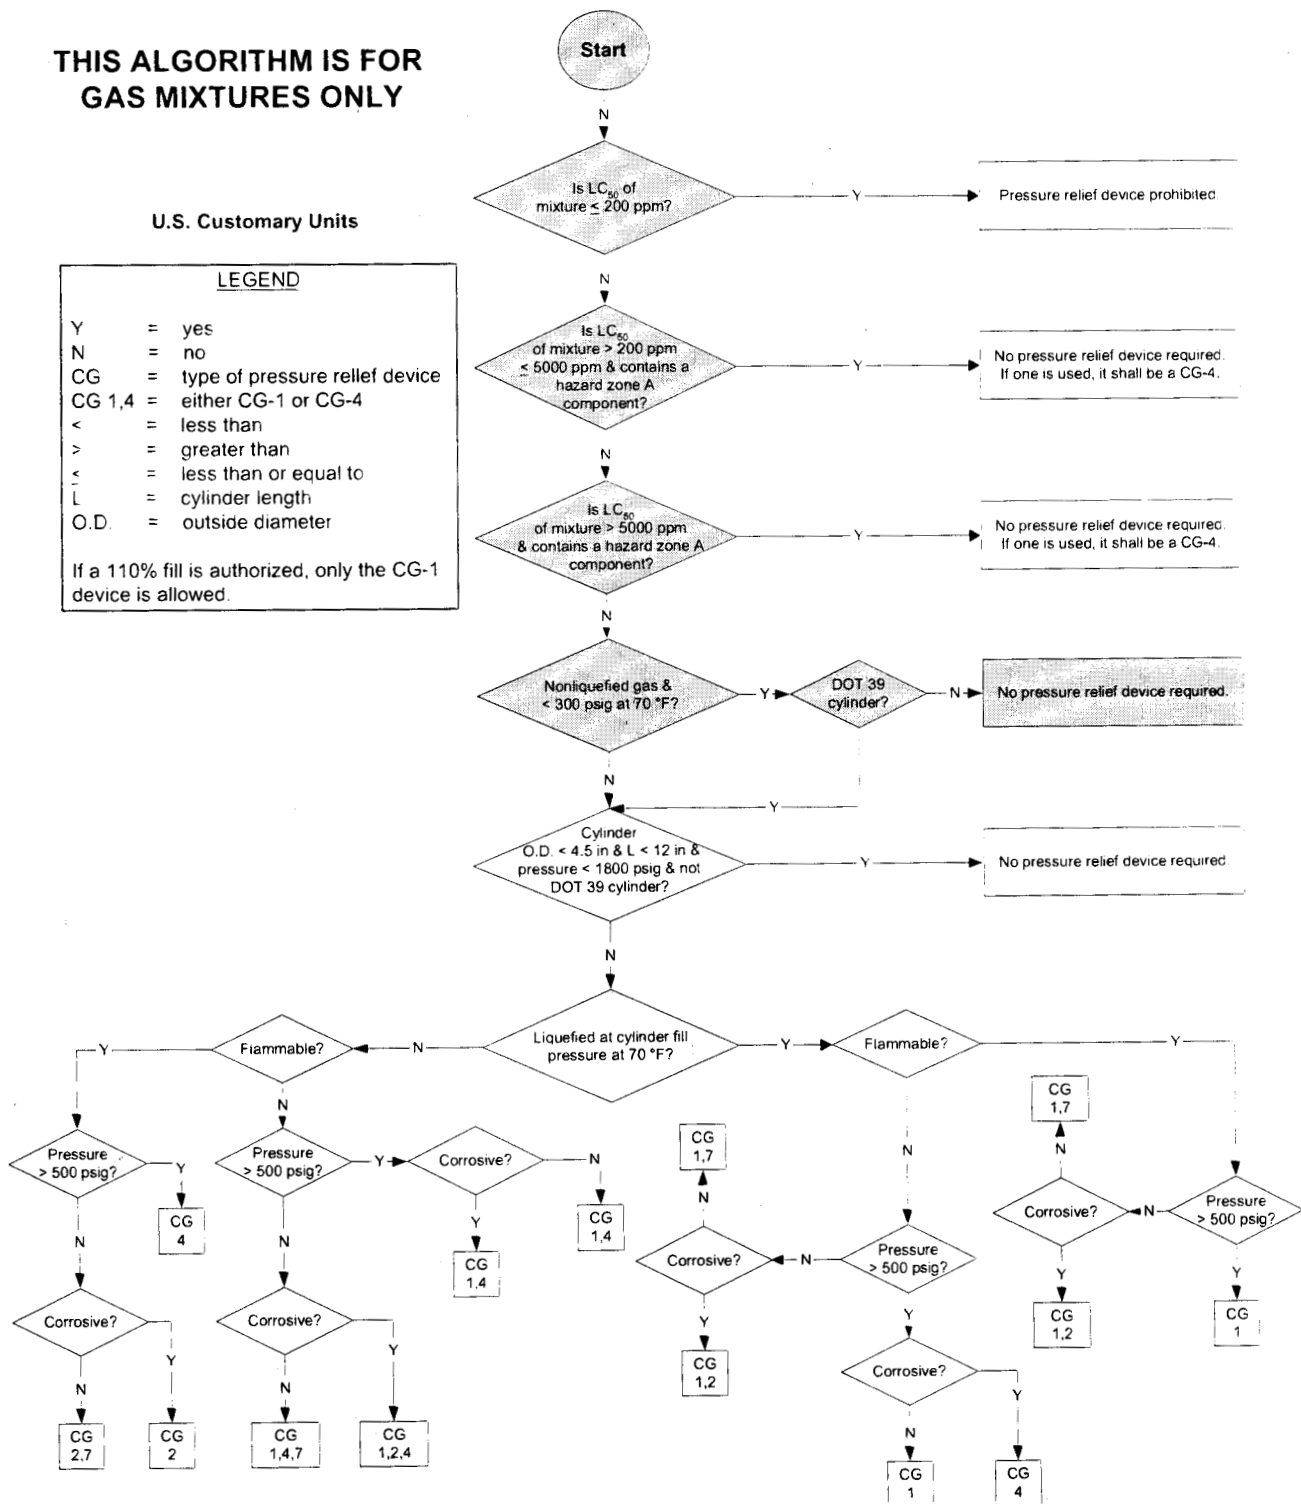 Start
THIS ALGORITHM IS FOR
GAS MIXTURES ONLY
N
Is LC50 of
mixture ≤ 200 ppm?
Y
Pressure relief device prohibited.
U.S. Customary Units
LEGEND
Y = yes
N = no
CG = type of pressure relief device
CG 1,4 = either CG-1 or CG-4
< = less than
> = greater than
≤ = less than or equal to
L = cylinder length
O.D. = outside diameter
If a 110% fill is authorized, only the CG-1
device is allowed.
N
Is LC50
of mixture > 200 ppm
≤ 5000 ppm & contains a
hazard zone A
component?
Y
No pressure relief device required.
If one is used, it shall be a CG-4.
N
Is LC50
of mixture > 5000 ppm
& contains a hazard zone A
component?
Y
No pressure relief device required.
If one is used, it shall be a CG-4.
N
Nonliquefied gas &
< 300 psig at 70 °F?
Y
DOT 39
cylinder?
N
No pressure relief device required.
N
Y
Cylinder
O.D. < 4.5 in & L < 12 in &
pressure < 1800 psig & not
DOT 39 cylinder?
Y
No pressure relief device required.
N
Liquefied at cylinder fill
pressure at 70 °F?
N
Flammable?
Y
Y
Flammable?
Y
N
Pressure
> 500 psig?
Y
CG
4
N
Corrosive?
N
Y
CG
2,7
CG
2
Pressure
> 500 psig?
Y
Corrosive?
N
CG
1,4
Y
CG
1,4
N
Corrosive?
N
Y
CG
1,4,7
CG
1,2,4
N
Pressure
> 500 psig?
N
Corrosive?
N
CG
1,7
Y
CG
1,2
Y
Corrosive?
N
Y
CG
1
CG
4
Pressure
> 500 psig?
N
Corrosive?
N
CG
1,7
Y
CG
1,2
Y
CG
1